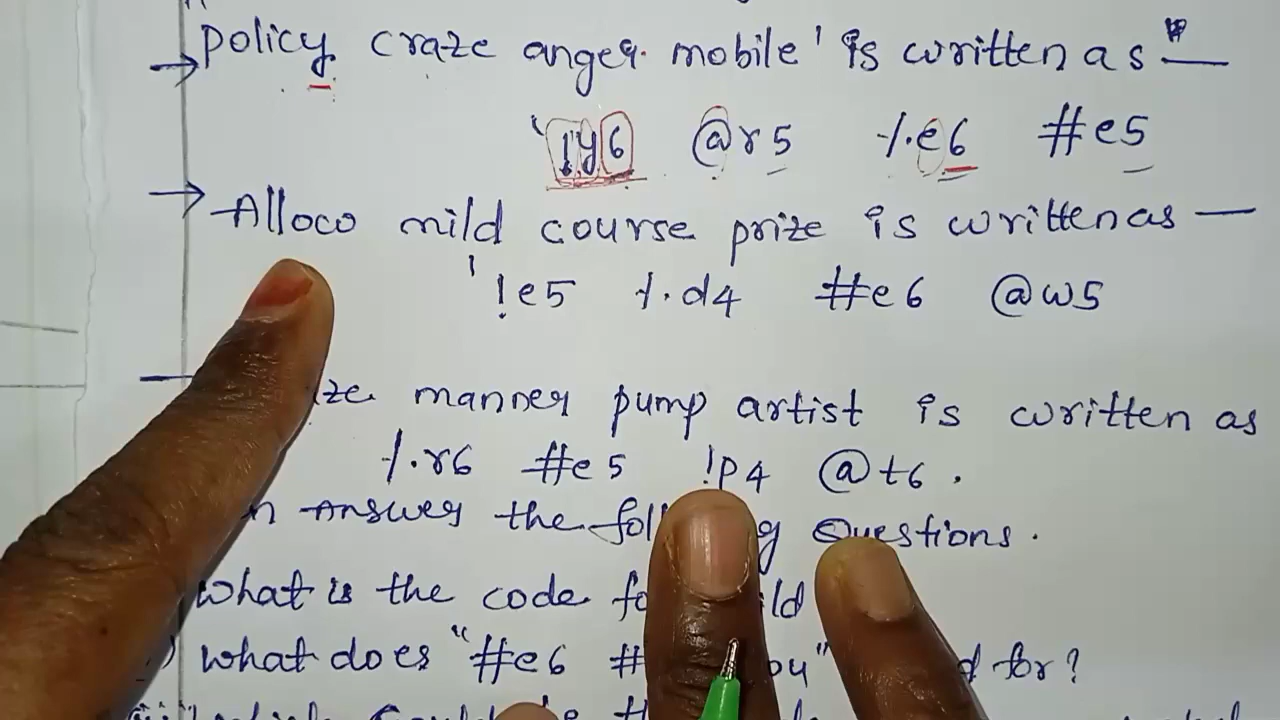 policy craze anger mobile' is written as —
'!y6 @r5 %e6 #e5
Alloco mild course prize is written as —
'!e5 %d4 #e6 @w5
manner pump artist is written as
%r6 #e5 !p4 @t6 .
Answer the questions.
what is the code
what does "#e6 # for?